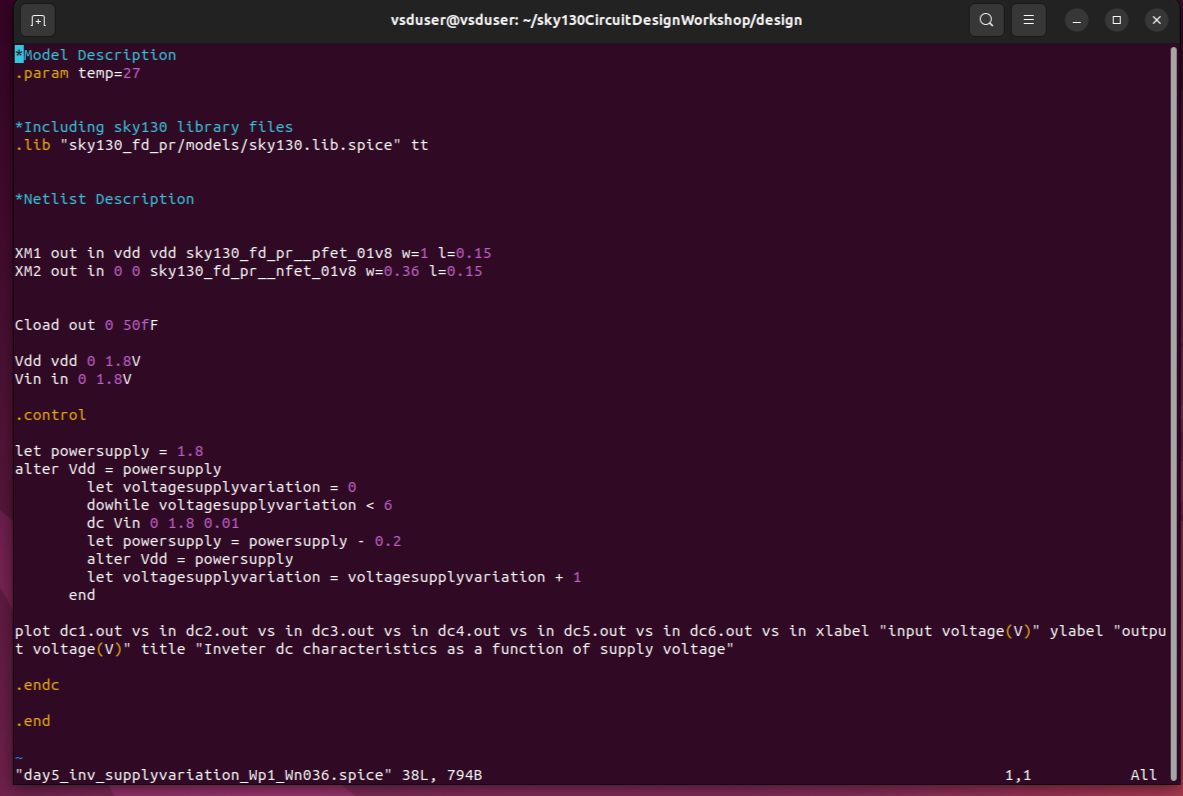 vsduser@vsduser: ~/sky130CircuitDesignWorkshop/design
*Model Description
.param temp=27
*Including sky130 library files
.lib "sky130_fd_pr/models/sky130.lib.spice" tt
*Netlist Description
XM1 out in vdd vdd sky130_fd_pr__pfet_01v8 w=1 l=0.15
XM2 out in 0 0 sky130_fd_pr__nfet_01v8 w=0.36 l=0.15
Cload out 0 50fF
Vdd vdd 0 1.8V
Vin in 0 1.8V
.control
let powersupply = 1.8
alter Vdd = powersupply
let voltagesupplyvariation = 0
dowhile voltagesupplyvariation < 6
dc Vin 0 1.8 0.01
let powersupply = powersupply - 0.2
alter Vdd = powersupply
let voltagesupplyvariation = voltagesupplyvariation + 1
end
plot dc1.out vs in dc2.out vs in dc3.out vs in dc4.out vs in dc5.out vs in dc6.out vs in xlabel "input voltage(V)" ylabel "outpu
t voltage(V)" title "Inveter dc characteristics as a function of supply voltage"
.endc
.end
~
"day5_inv_supplyvariation_Wp1_Wn036.spice" 38L, 794B 1,1 All